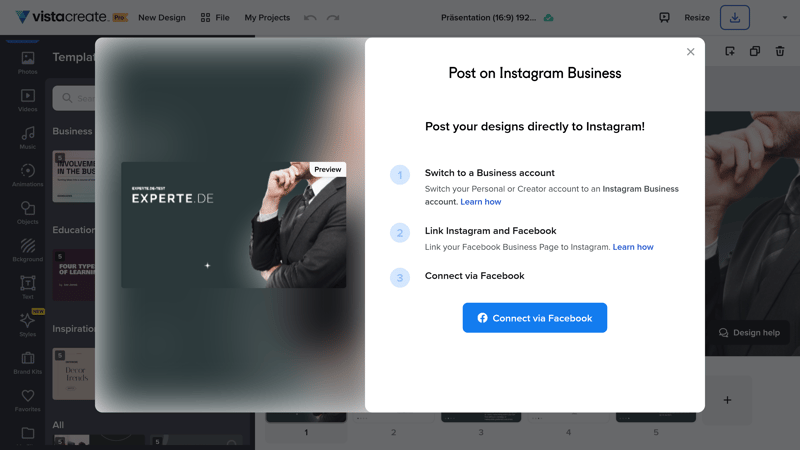 vistacreate. Pro New Design File My Projects Präsentation (16:9) 192... Resize
Photos
Videos
Music
Animations
Objects
Background
Text
NEW
Styles
Brand Kits
Favorites
Templat
Sear
Business
S
INVOLVEMEN
IN THE BUS
Education
FOUR TYPES
OF LEARNING
Inspiration
S
Decor
Trends
All
S
S
Preview
EXPERTE.DE/TEST
EXPERTE.DE
Post on Instagram Business
Post your designs directly to Instagram!
1 Switch to a Business account
Switch your Personal or Creator account to an Instagram Business
account. Learn how
2 Link Instagram and Facebook
Link your Facebook Business Page to Instagram. Learn how
3 Connect via Facebook
Connect via Facebook
Design help
+
1 2 3 4 5